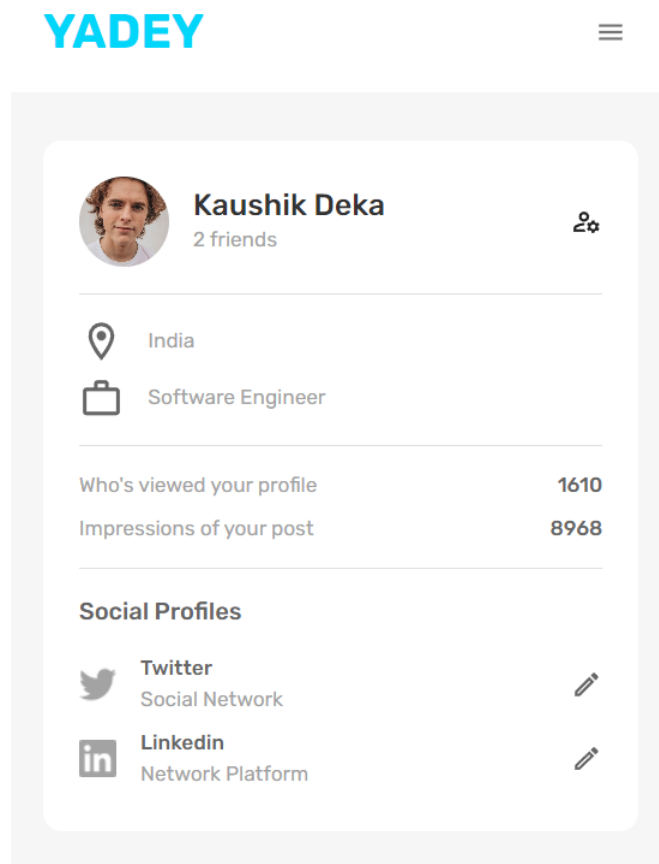 YADEY
Kaushik Deka
2 friends
India
Software Engineer
Who's viewed your profile 1610
Impressions of your post 8968
Social Profiles
Twitter
Social Network
in Linkedin
Network Platform